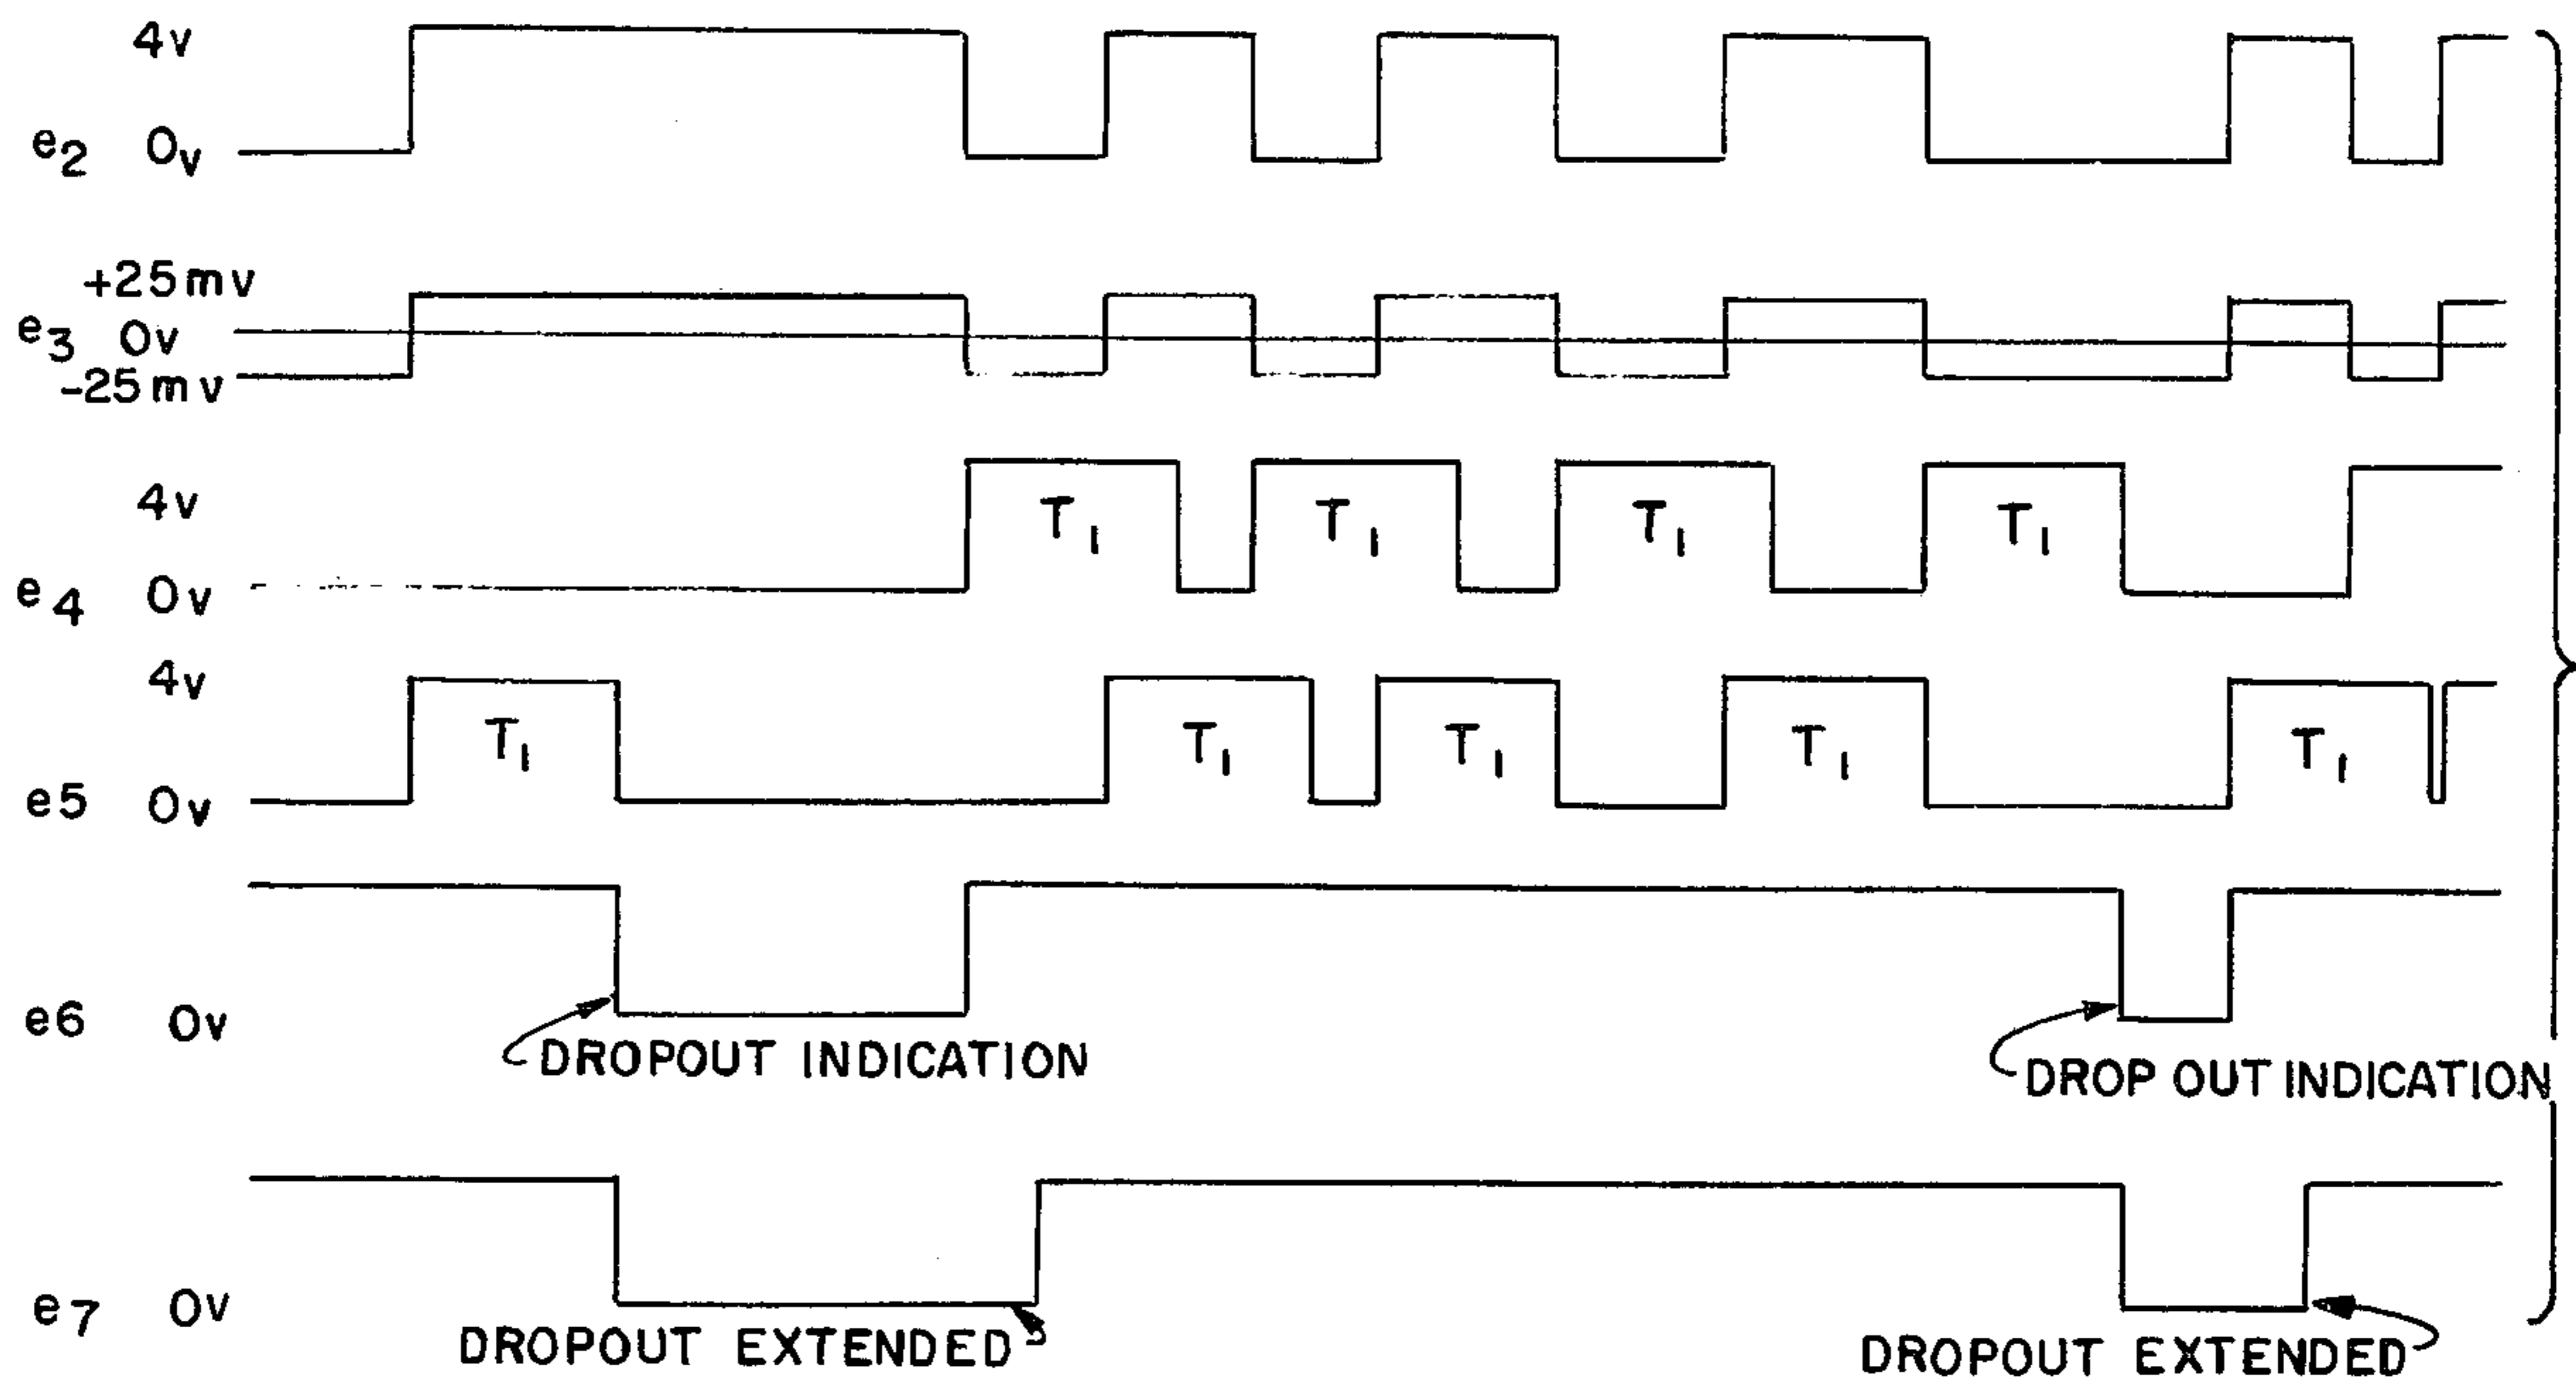 4v
e2 0v
+25mv
e3 0v
-25mv
4v
T1 T1 T1 T1
e4 0v
4v
T1 T1 T1 T1 T1
e5 0v
e6 0v
DROPOUT INDICATION
DROP OUT INDICATION
e7 0v
DROPOUT EXTENDED
DROPOUT EXTENDED